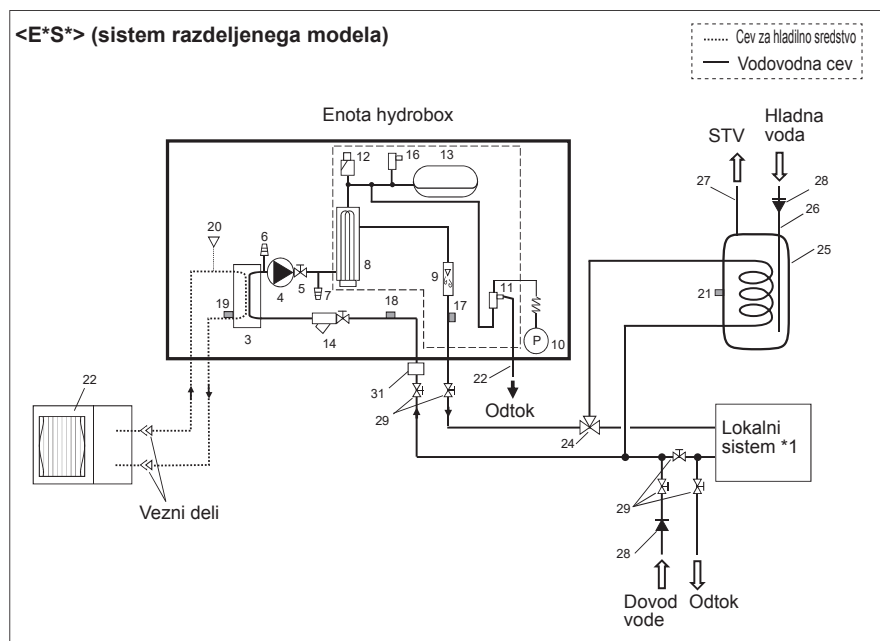 <E*S*> (sistem razdeljenega modela)
Cev za hladilno sredstvo
Vodovodna cev
Enota hydrobox
STV
Hladna
voda
12
16
13
27
28
26
25
20
6
4
5
7
8
9
11
17
10
P
21
19
3
14
18
31
22
29
Odtok
24
22
Vezni deli
Lokalni
sistem *1
29
28
Dovod
vode
Odtok